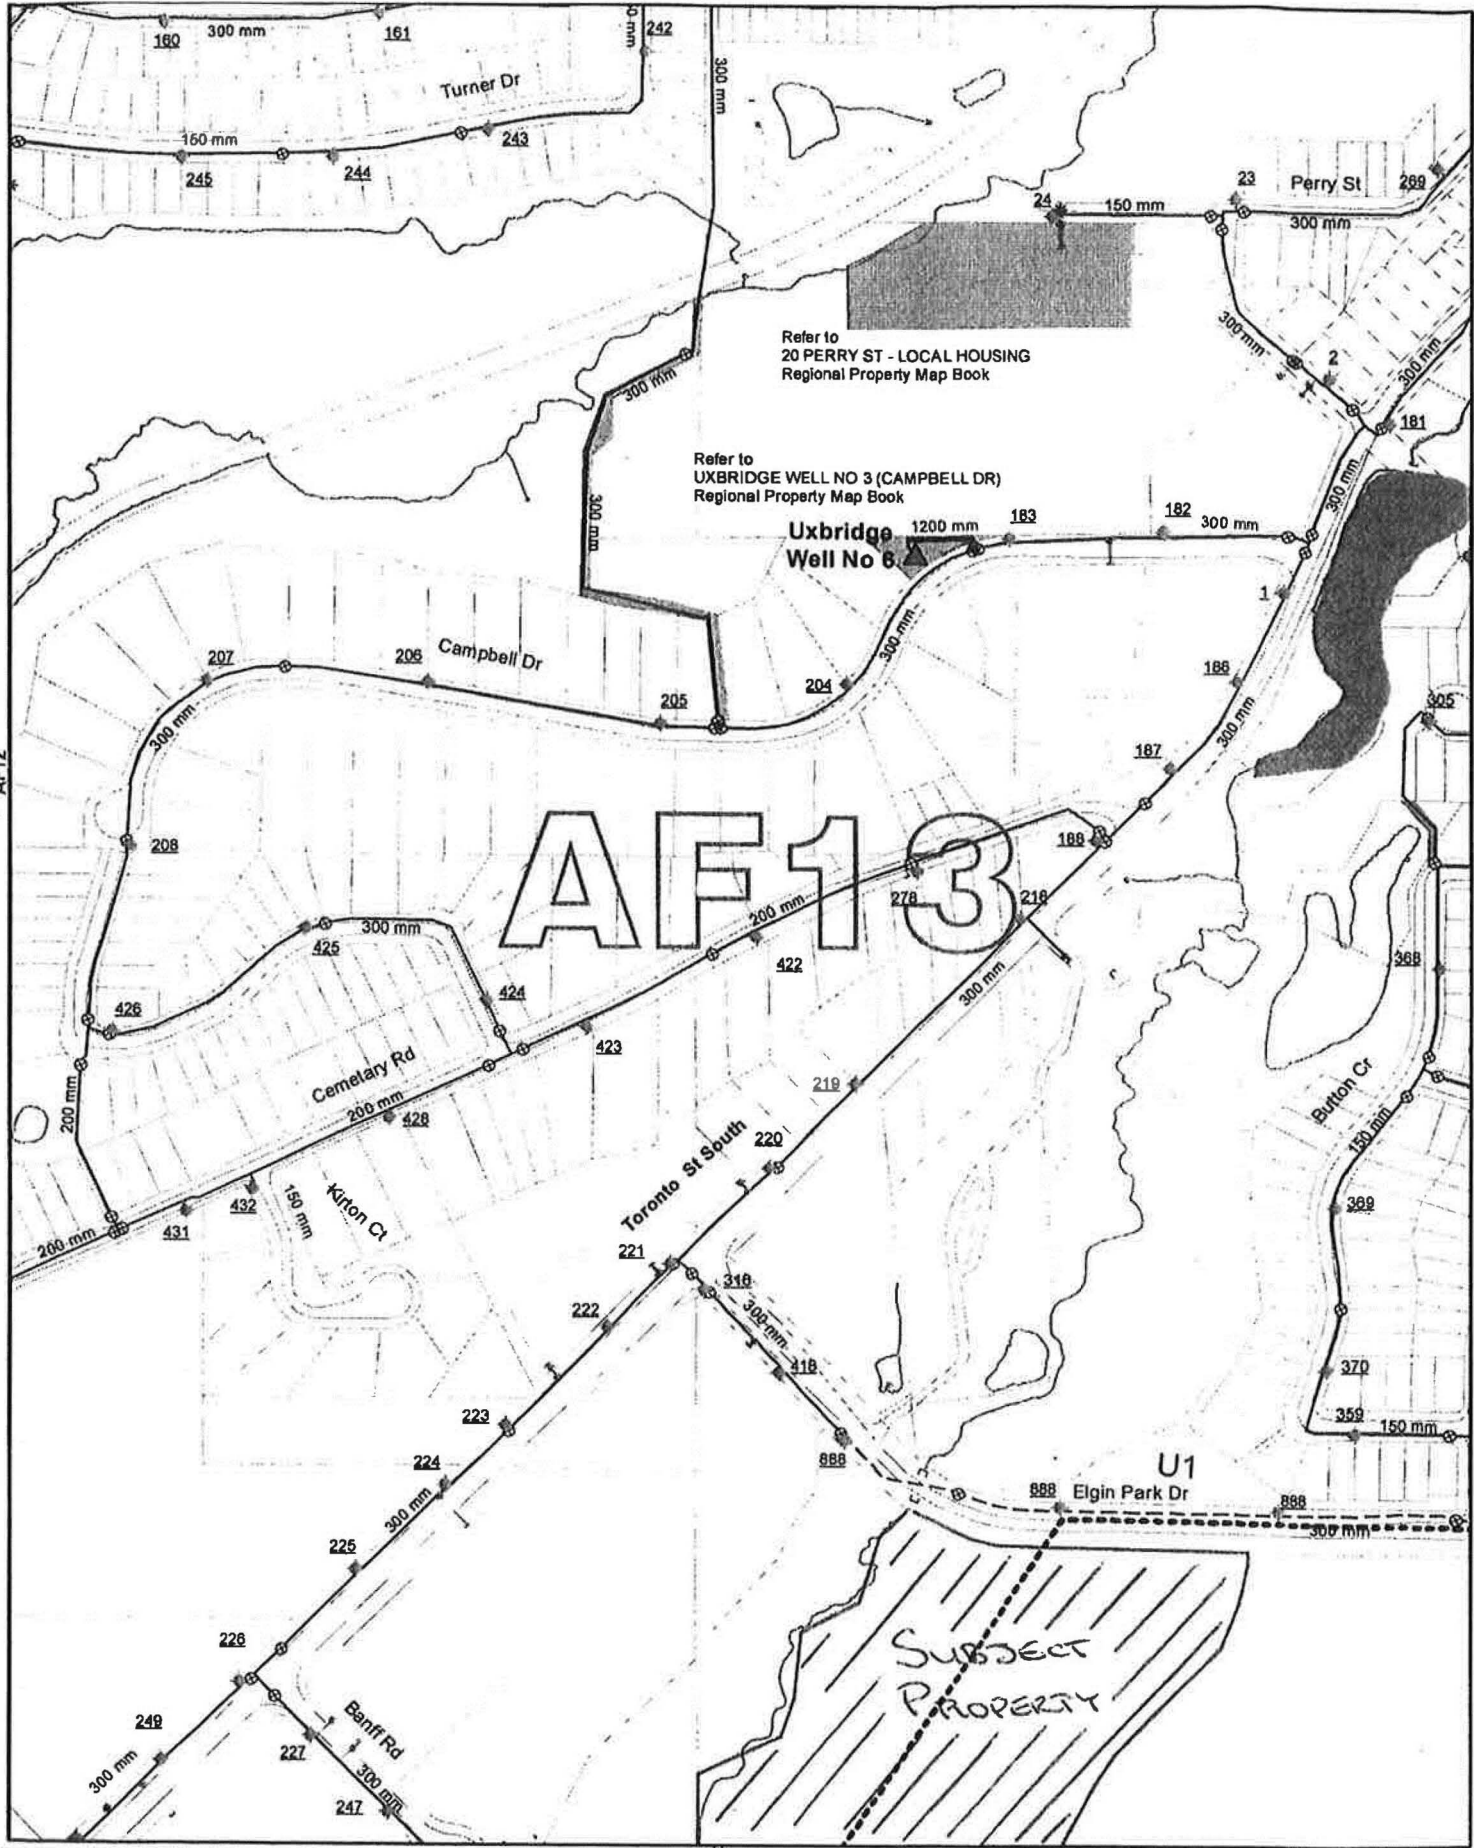 160
300 mm
161
242
300 mm
Turner Dr
243
150 mm
245
244
24
150 mm
23
Perry St
269
300 mm
Refer to
20 PERRY ST - LOCAL HOUSING
Regional Property Map Book
300 mm
2
300 mm
181
300 mm
Refer to
UXBRIDGE WELL NO 3 (CAMPBELL DR)
Regional Property Map Book
300 mm
300 mm
Uxbridge
Well No 6
1200 mm
183
182
300 mm
1
207
206
Campbell Dr
300 mm
204
186
205
300 mm
300 mm
305
187
208
AF13
188
278
216
200 mm
425
300 mm
422
368
424
426
300 mm
423
Cemetary Rd
200 mm
428
219
200 mm
Button Cr
150 mm
Toronto St South
220
432
431
150 mm
Kirton Ct
200 mm
369
221
316
222
300 mm
418
370
223
359
150 mm
888
224
U1
888
Elgin Park Dr
888
300 mm
300 mm
225
226
SUBJECT
PROPERTY
249
Banff Rd
227
300 mm
300 mm
247